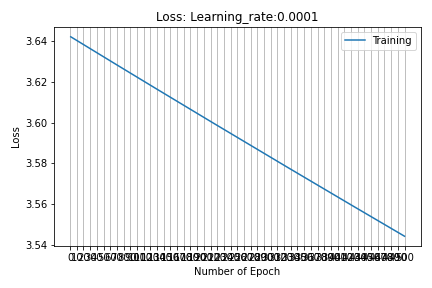 Loss: Learning_rate:0.0001
Training
3.64
3.62
3.60
3.58
3.56
3.54
Loss
Number of Epoch